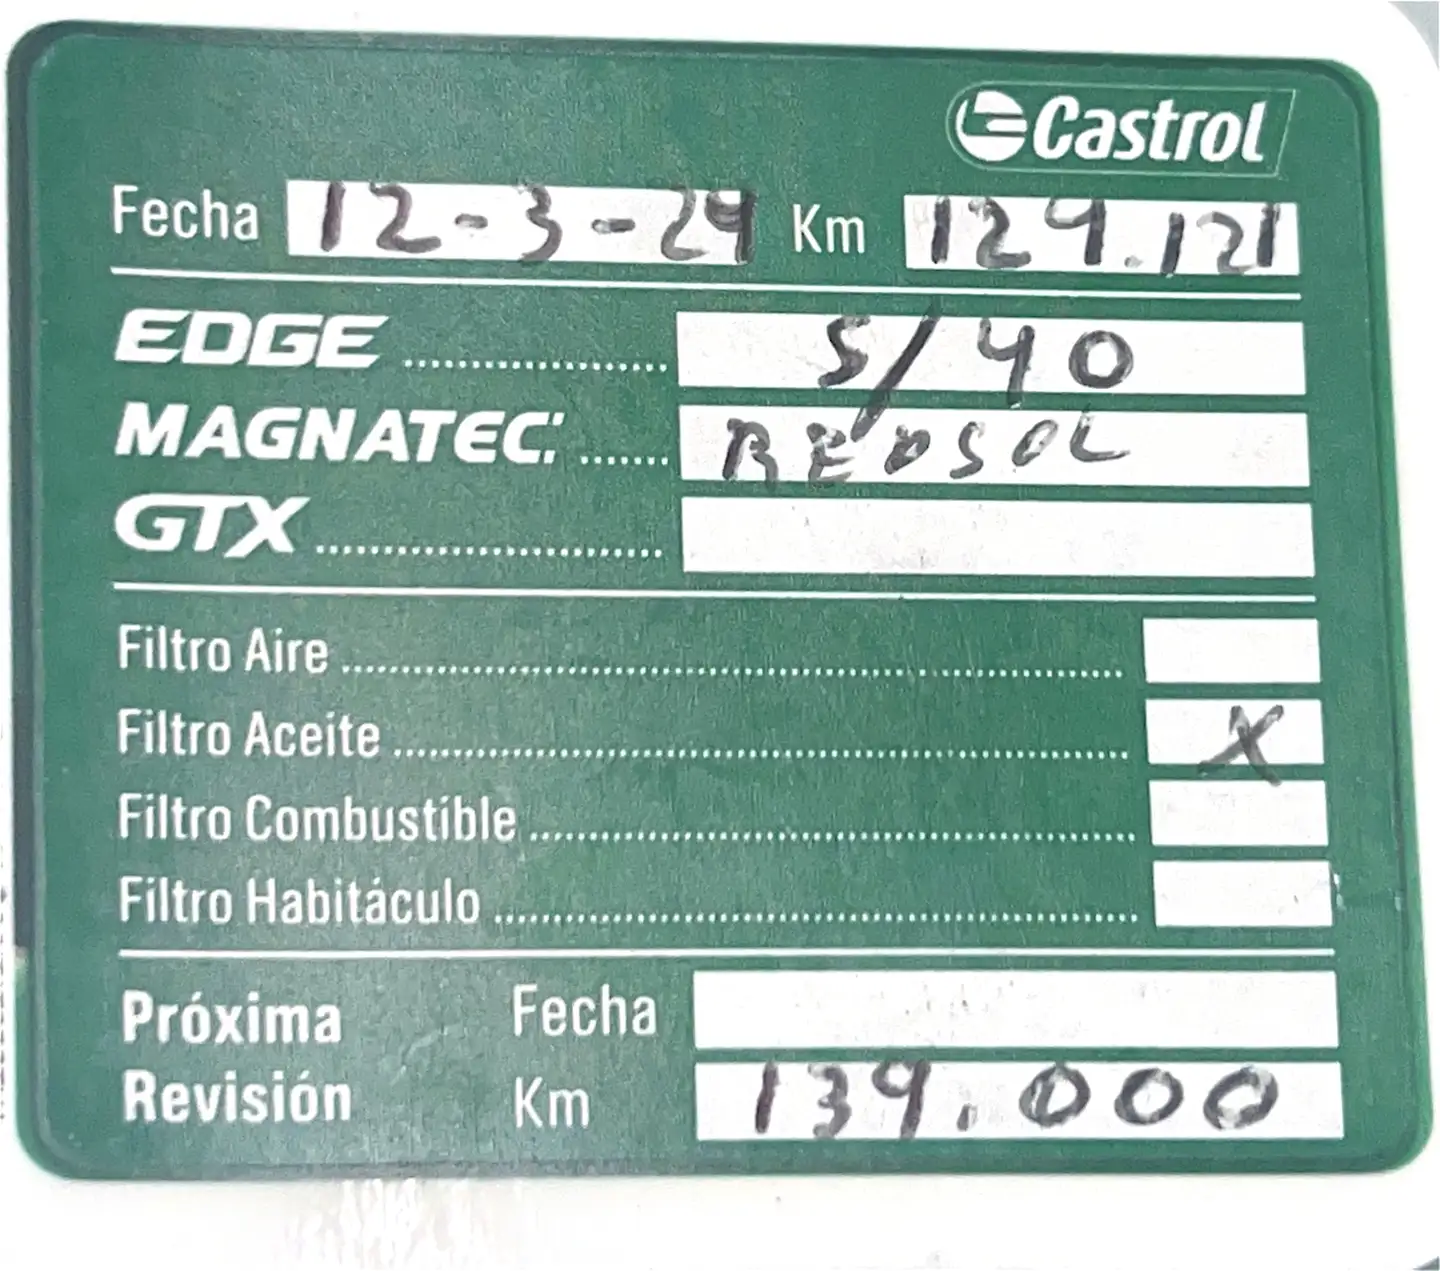 Castrol
Fecha 12-3-24 Km 129.121
EDGE 5/40
MAGNATEC REPSOL
GTX
Filtro Aire
Filtro Aceite X
Filtro Combustible
Filtro Habitáculo
Próxima Fecha
Revisión Km 139.000